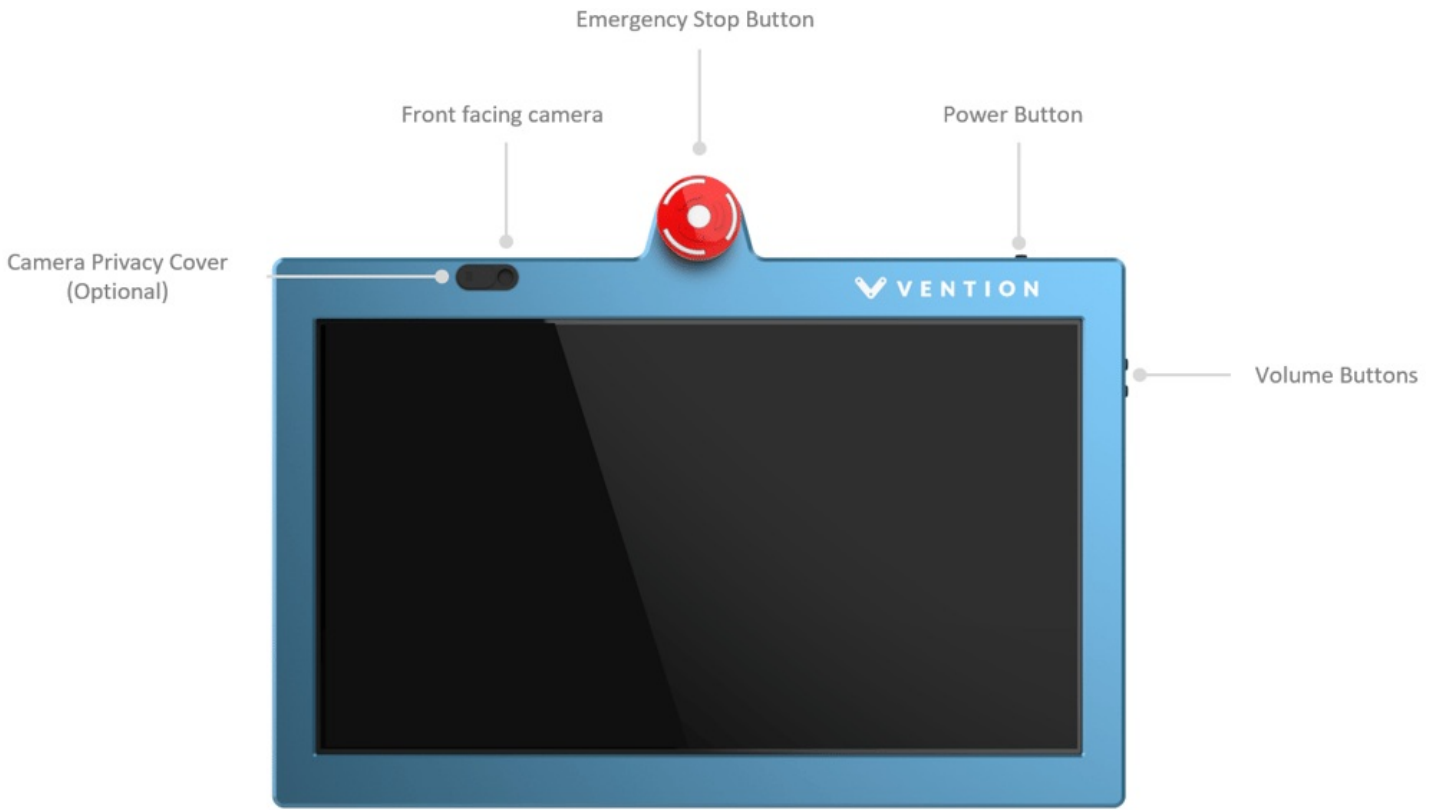 Emergency Stop Button
Front facing camera
Power Button
Camera Privacy Cover
(Optional)
VENTION
Volume Buttons